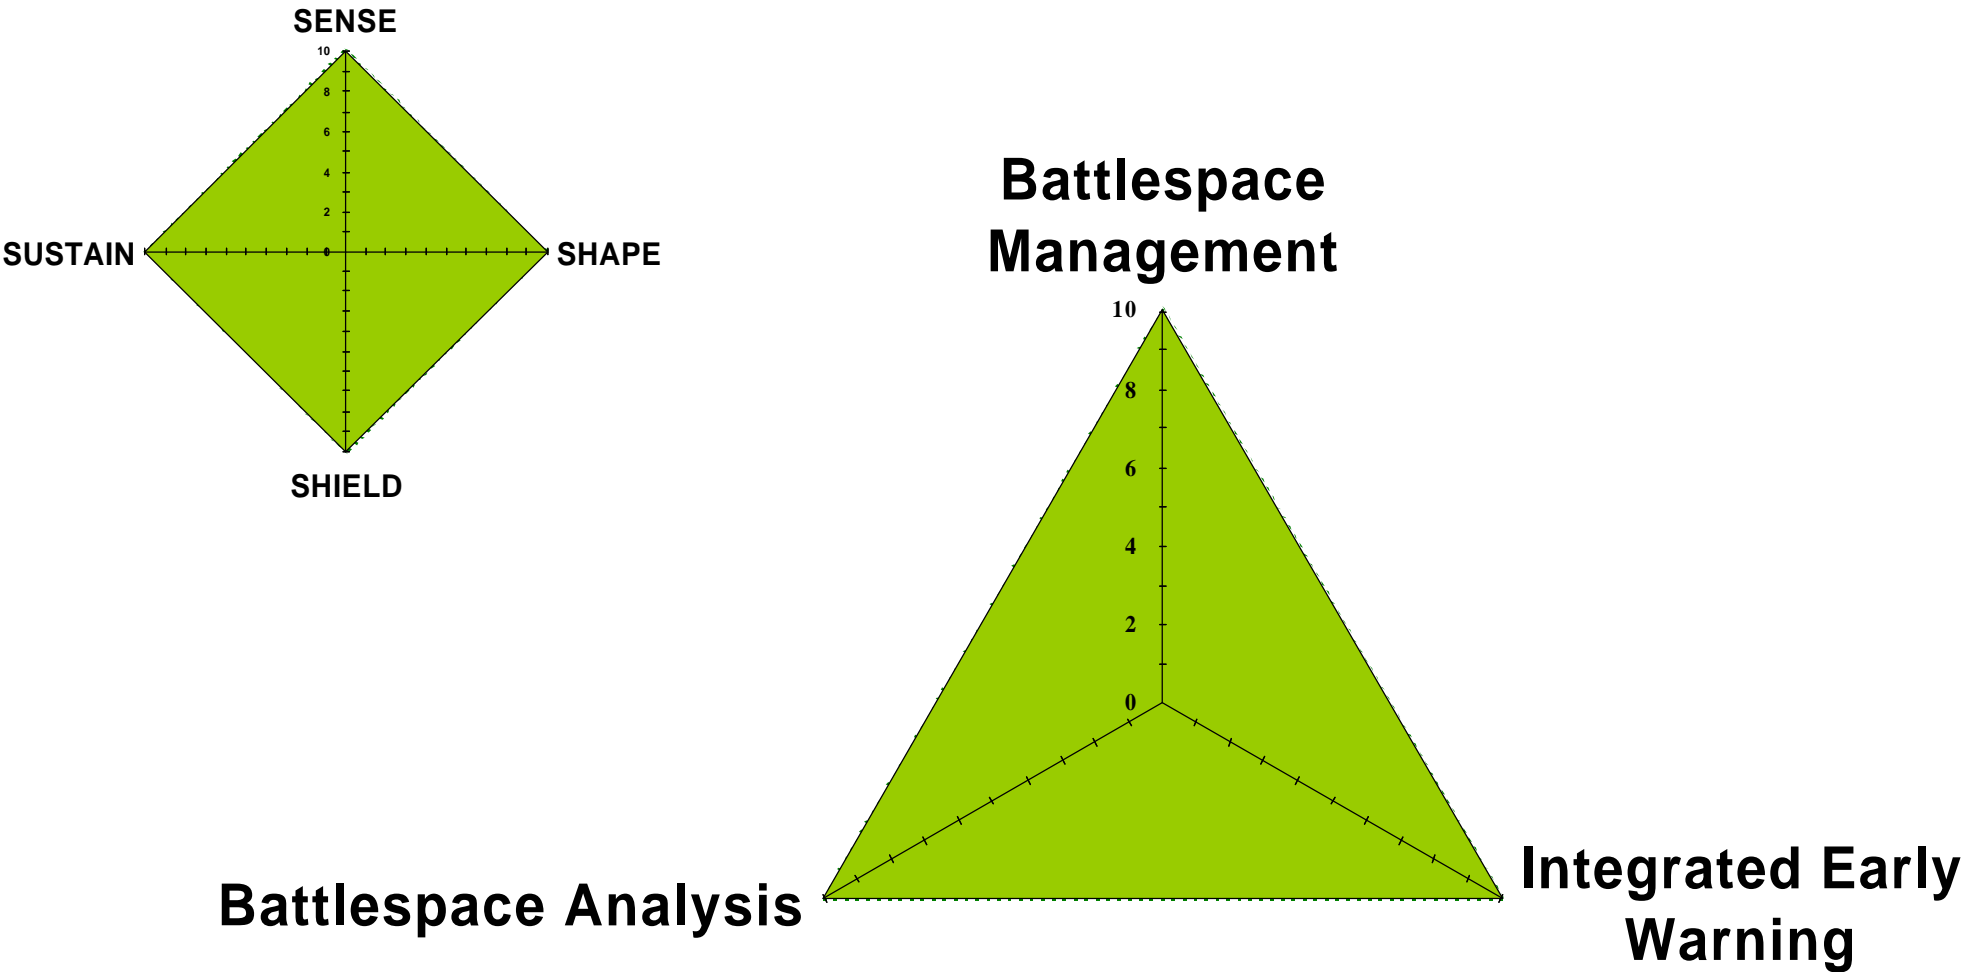 SENSE
10
8
6
4
2
0
SUSTAIN
SHAPE
SHIELD
Battlespace
Management
10
8
6
4
2
0
Battlespace Analysis
Integrated Early
Warning